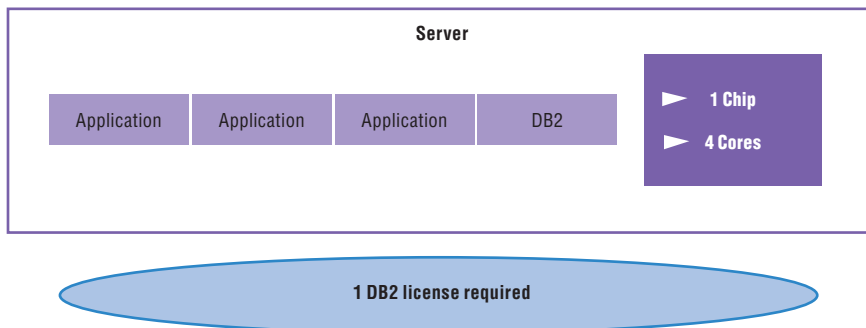 Server
Application
Application
Application
DB2
1 Chip
4 Cores
1 DB2 license required